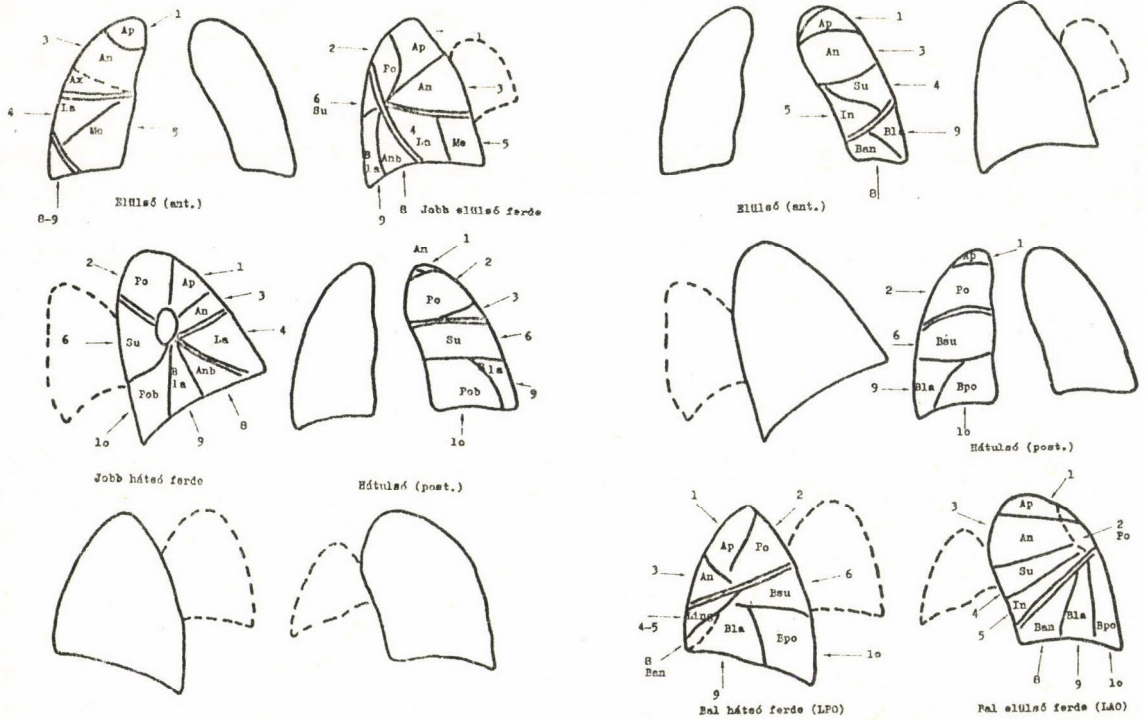 1
Ap
3
An
Ax
4
La
Me
5
8-9
Elülső (ant.)
2
Ap
1
Po
An
3
6
Su
4
La
Me
5
B
la
Anb
9
8
Jobb elülső ferde
Ap
1
An
3
Su
4
5
In
Bla
9
Ban
8
Elülső (ant.)
2
Po
1
Ap
3
An
4
6
Su
La
B
la
Anb
Pob
8
9
1o
Jobb hátsó ferde
An
1
2
Po
3
6
Su
Bla
9
Pob
1o
Hátulsó (post.)
1
Ap
2
Po
6
Bsu
9
Bla
Bpo
1o
Hátulsó (post.)
1
2
Ap
Po
3
An
6
Bsu
Ling
4-5
Bla
Bpo
8
Ban
1o
9
Bal hátsó ferde (LPO)
1
3
Ap
2
Po
An
Su
4
In
5
Ban
Bla
Bpo
8
9
1o
Bal elülső ferde (LAO)